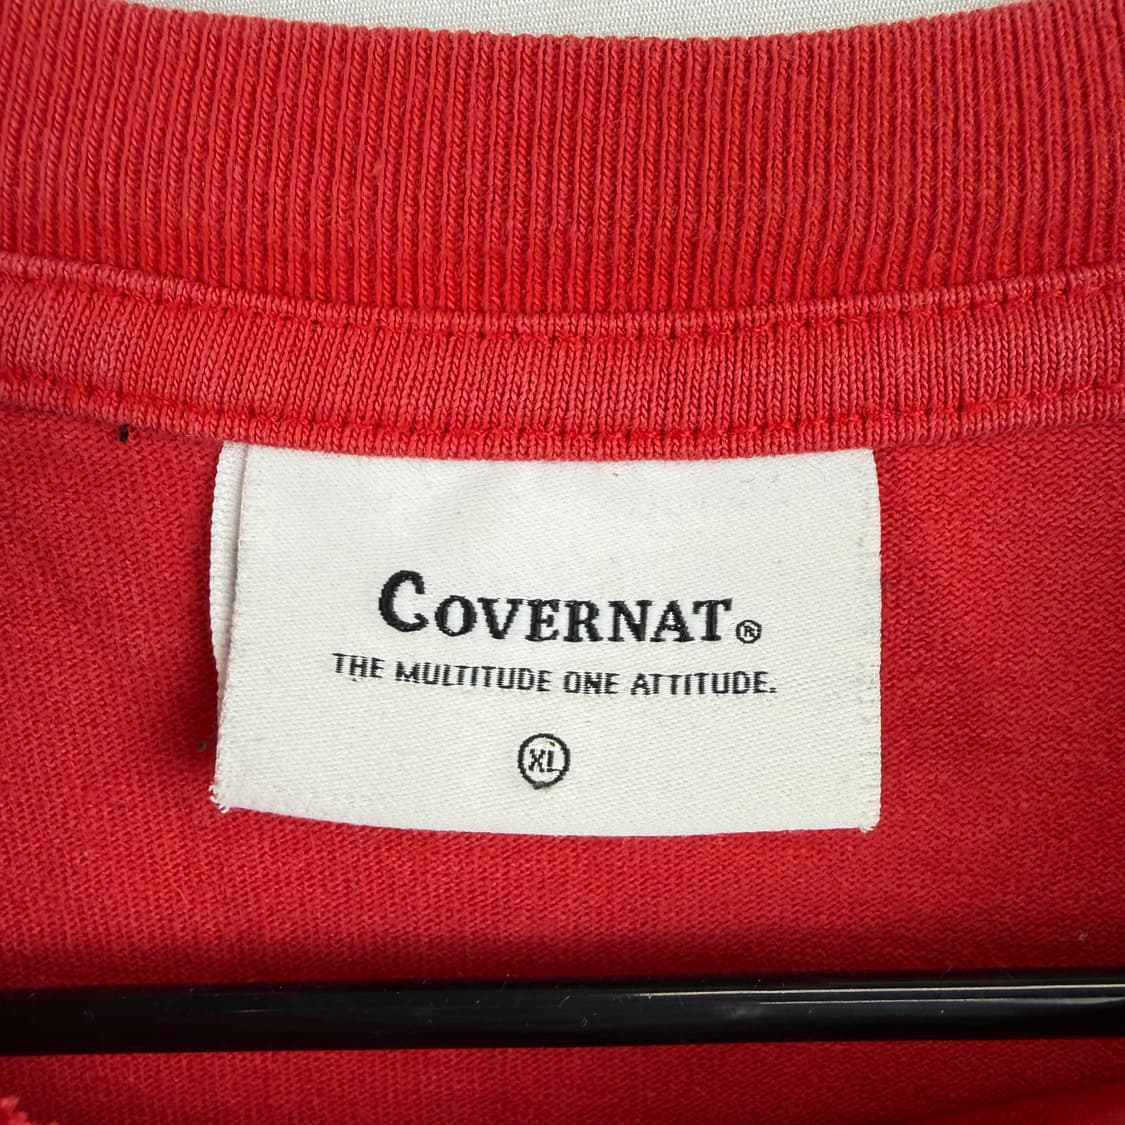 COVERNAT®
THE MULTITUDE ONE ATTITUDE.
XL